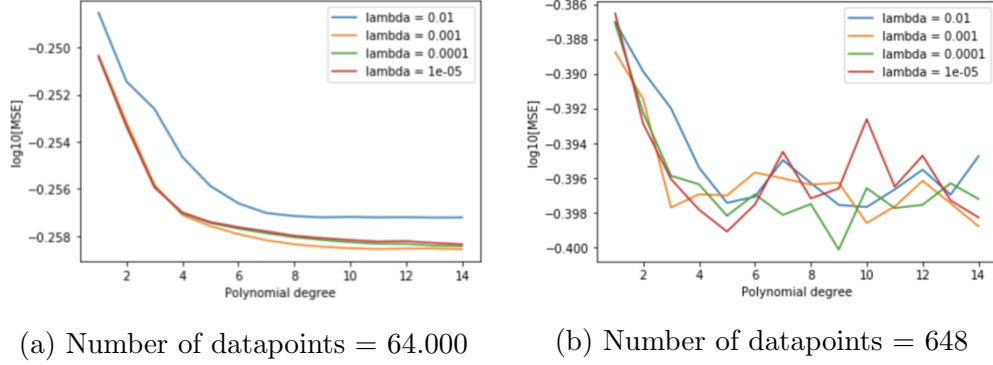 lambda = 0.01
lambda = 0.001
lambda = 0.0001
lambda = 1e-05
−0.250
−0.252
−0.254
−0.256
−0.258
log10[MSE]
2 4 6 8 10 12 14
Polynomial degree
(a) Number of datapoints = 64.000
lambda = 0.01
lambda = 0.001
lambda = 0.0001
lambda = 1e-05
−0.386
−0.388
−0.390
−0.392
−0.394
−0.396
−0.398
−0.400
log10[MSE]
2 4 6 8 10 12 14
Polynomial degree
(b) Number of datapoints = 648